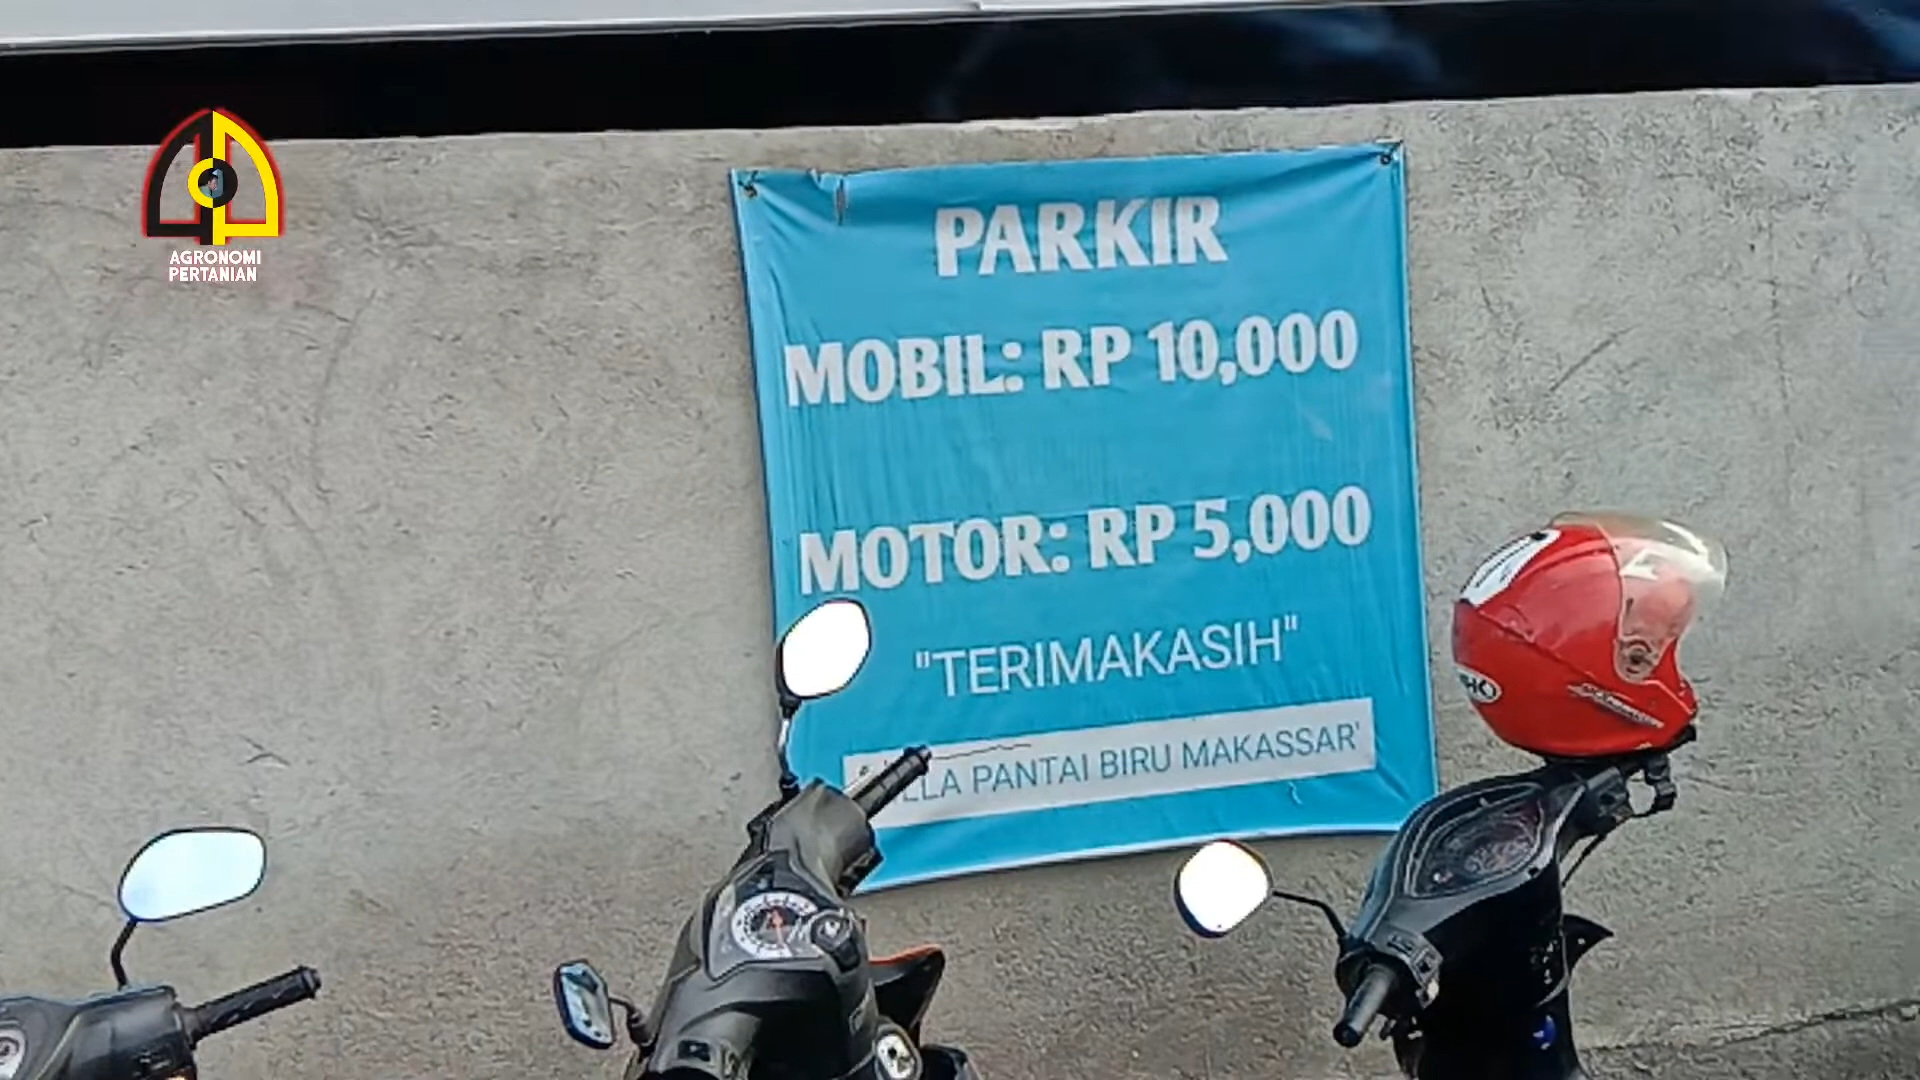 AGRONOMI
PERTANIAN
PARKIR
MOBIL: RP 10,000
MOTOR: RP 5,000
"TERIMAKASIH"
PANTAI BIRU MAKASSAR'